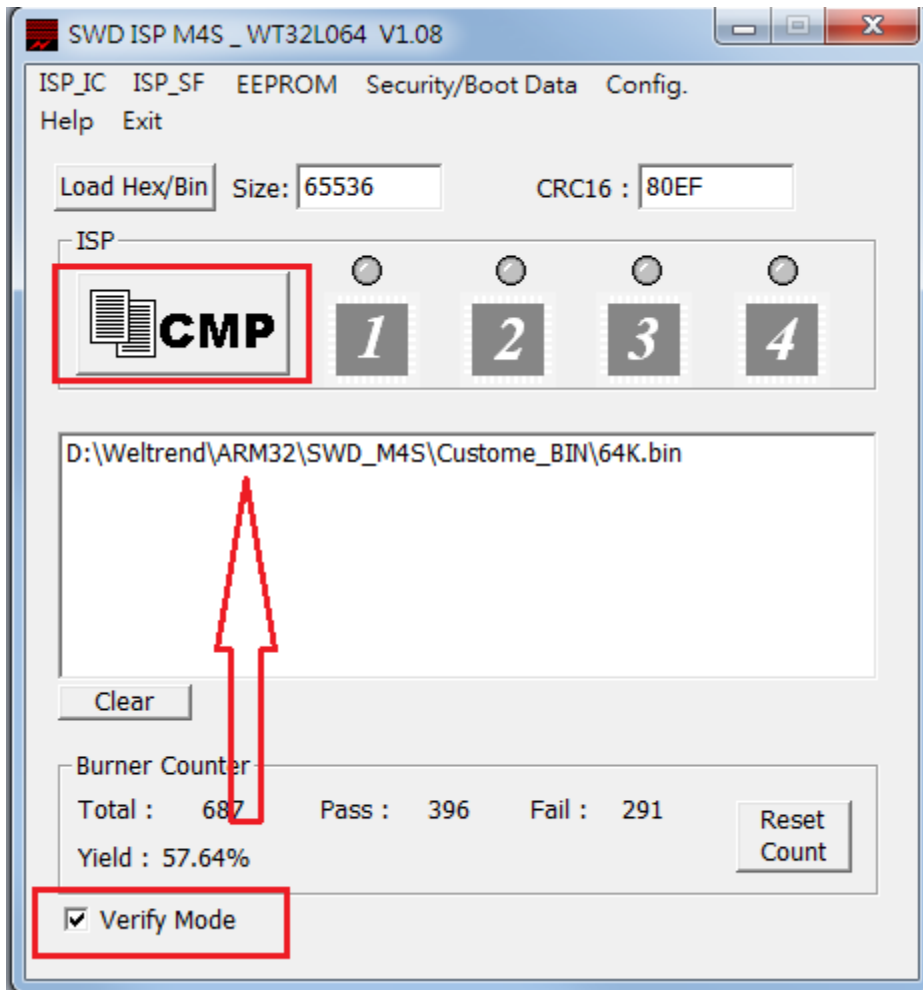 SWD ISP M4S _ WT32L064 V1.08
ISP_IC ISP_SF EEPROM Security/Boot Data Config.
Help Exit
Load Hex/Bin Size: 65536 CRC16 : 80EF
ISP
CMP 1 2 3 4
D:\Weltrend\ARM32\SWD_M4S\Custome_BIN\64K.bin
Clear
Burner Counter
Total : 687 Pass : 396 Fail : 291
Yield : 57.64%
Reset
Count
Verify Mode